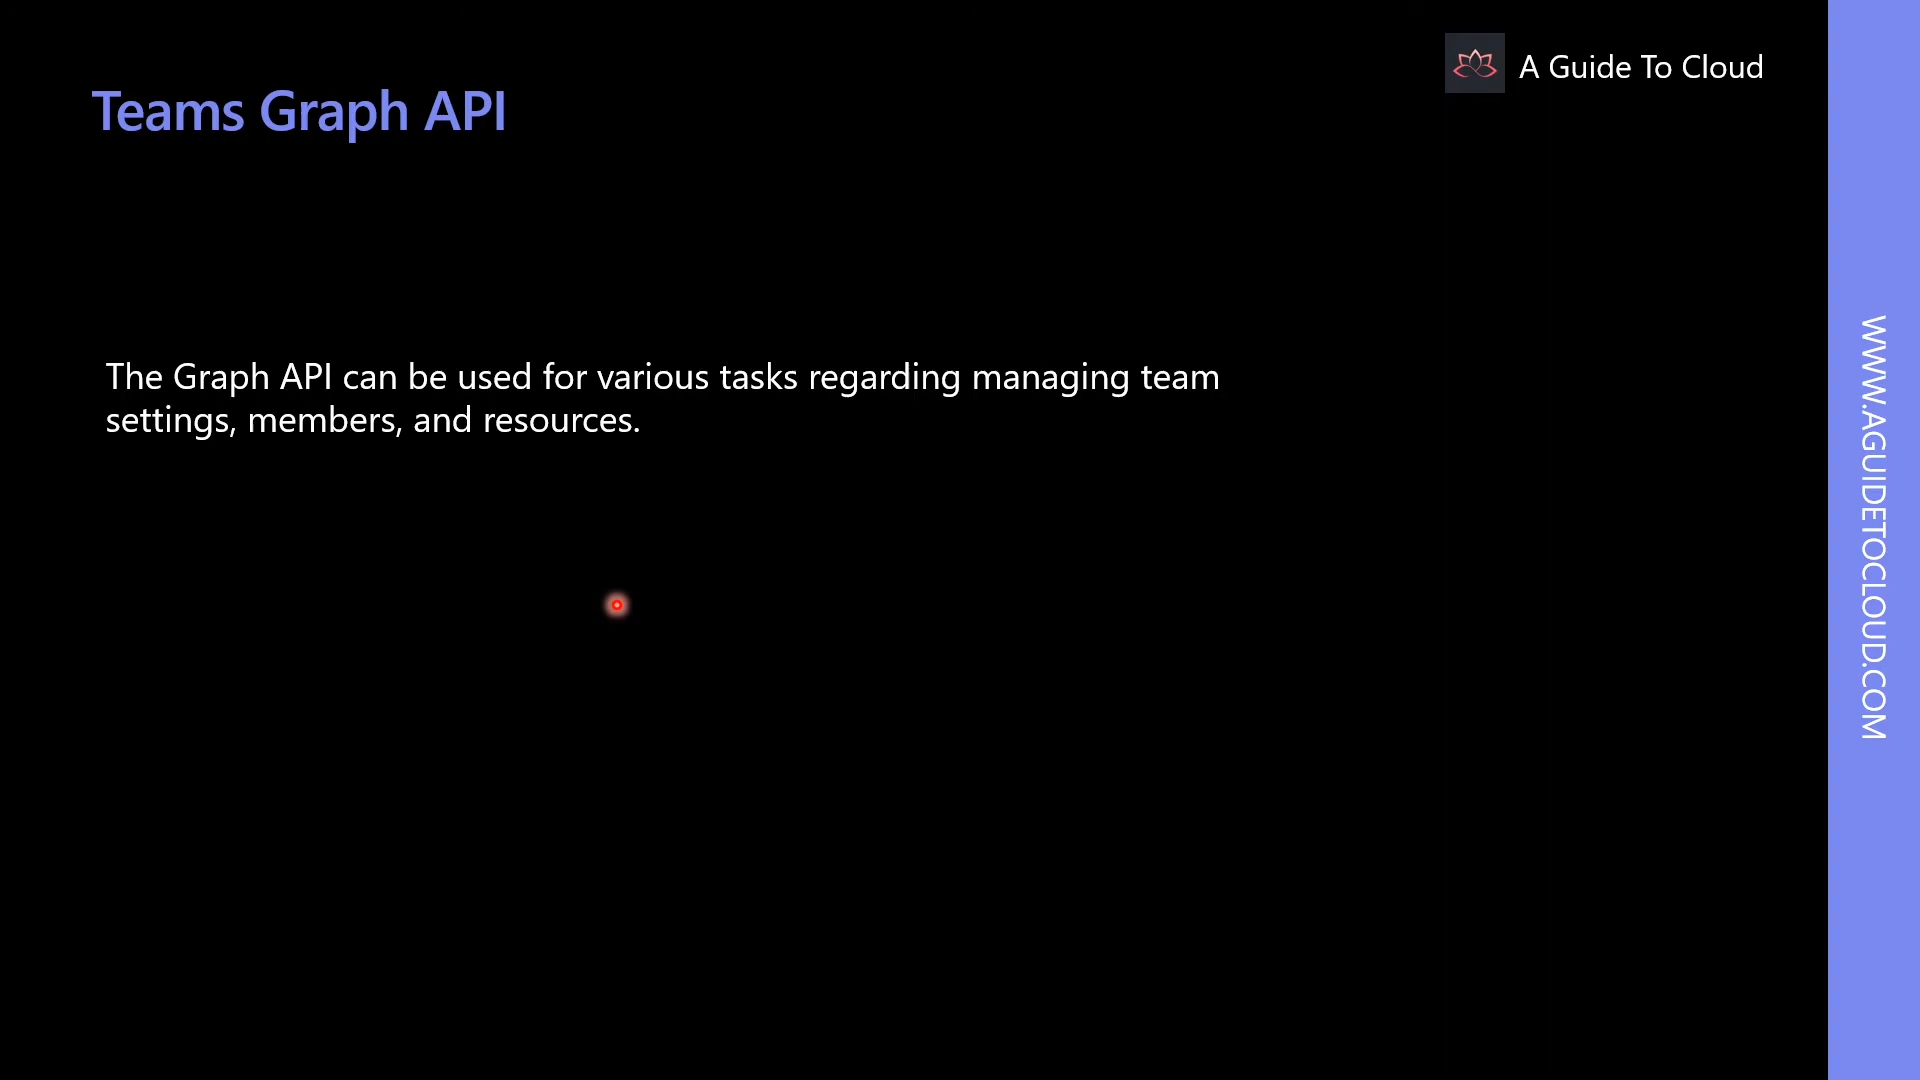 A Guide To Cloud
Teams Graph API
The Graph API can be used for various tasks regarding managing team
settings, members, and resources.
WWW.AGUIDETOCLOUD.COM